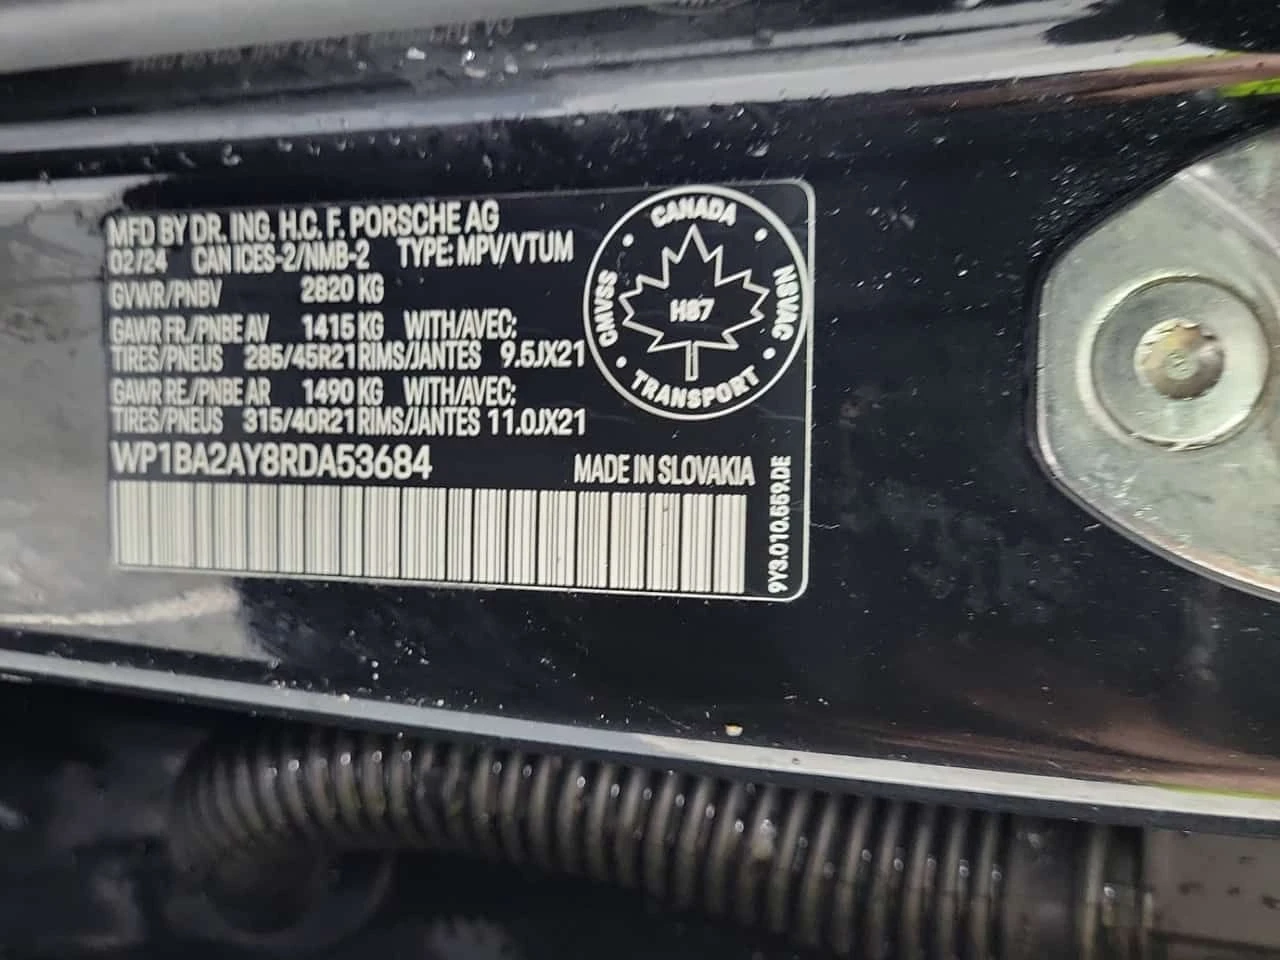 MFD BY DR. ING. H.C. F. PORSCHE AG
02/24 CAN ICES-2/NMB-2 TYPE: MPV/VTUM
GVWR/PNBV 2820 KG
GAWR FR./PNBE AV 1415 KG WITH/AVEC:
TIRES/PNEUS 285/45R21 RIMS/JANTES 9.5JX21
GAWR RE./PNBE AR 1490 KG WITH/AVEC:
TIRES/PNEUS 315/40R21 RIMS/JANTES 11.0JX21
WP1BA2AY8RDA53684 MADE IN SLOVAKIA
CANADA
CMVSS
NSVAC
H87
TRANSPORT
9Y3.010.559.DE